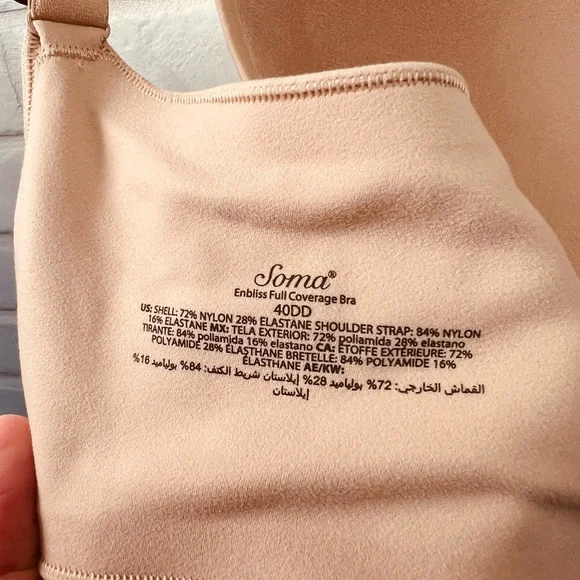 Soma®
Enbliss Full Coverage Bra
40DD
US: SHELL: 72% NYLON 28% ELASTANE SHOULDER STRAP: 84% NYLON
16% ELASTANE MX: TELA EXTERIOR: 72% poliamida 28% elastano
TIRANTE: 84% poliamida 16% elastano CA: ÉTOFFE EXTÉRIEURE: 72%
POLYAMIDE 28% ÉLASTHANE BRETELLE: 84% POLYAMIDE 16%
ÉLASTHANE AE/KW:
القماش الخارجي: 72% بولياميد 28% إيلاستان شريط الكتف: 84% بولياميد 16%
إيلاستان